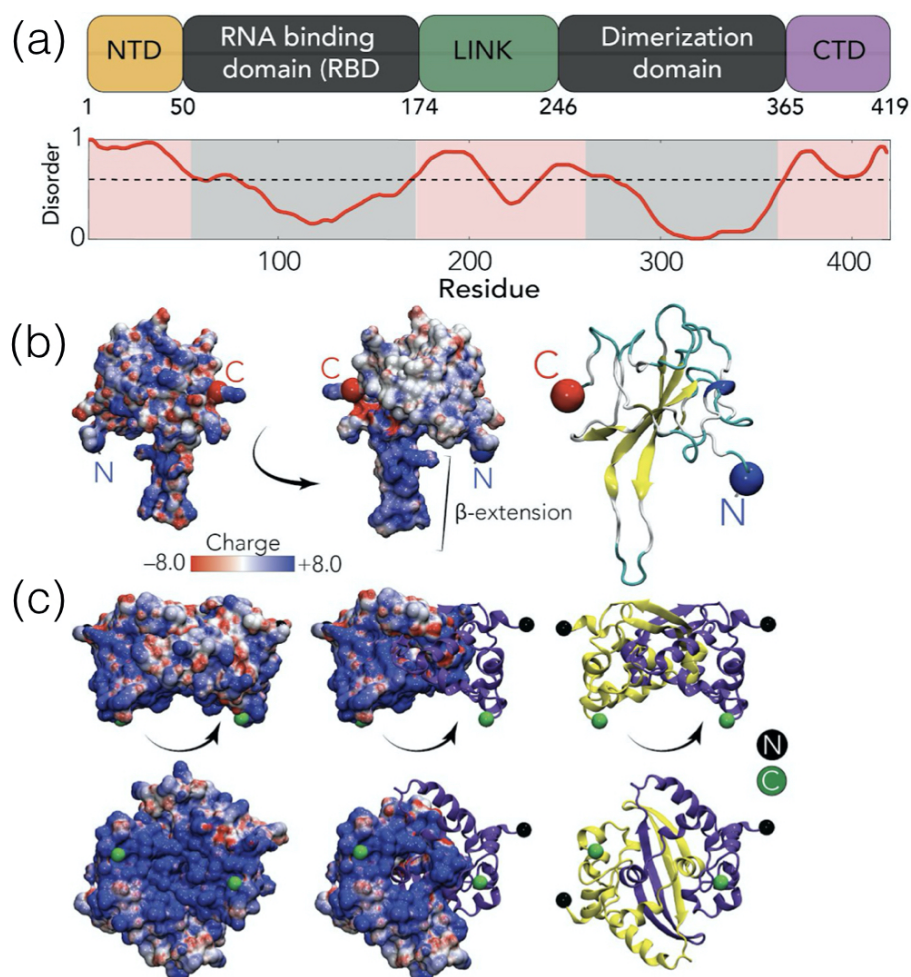 (a)
NTD
RNA binding
domain (RBD
LINK
Dimerization
domain
CTD
1 50 174 246 365 419
Disorder
1
0
100 200 300 400
Residue
(b)
C
N
C
N
β-extension
C
N
Charge
–8.0 +8.0
(c)
N
C